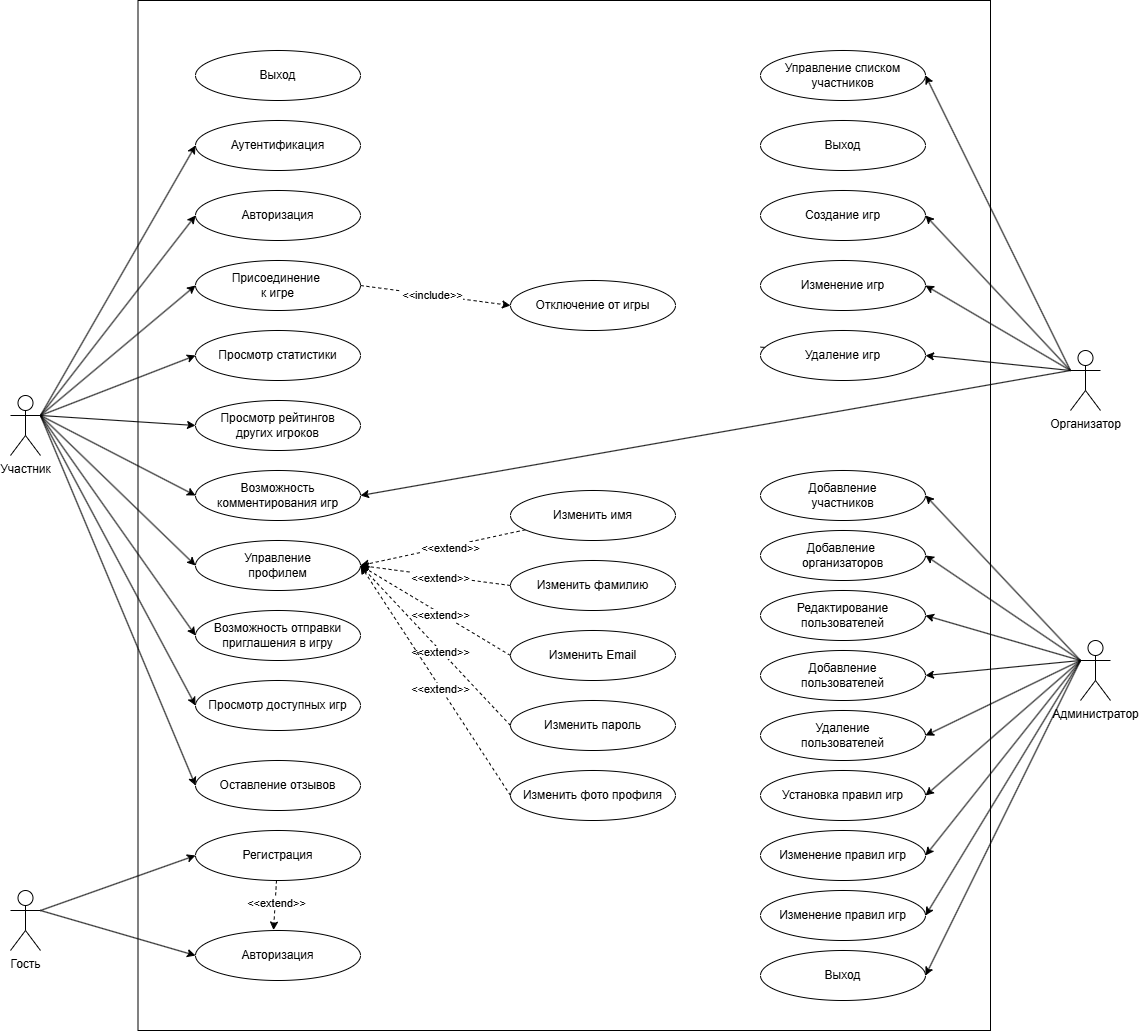 Выход
Аутентификация
Авторизация
Присоединение
к игре
<<include>>
Отключение от игры
Просмотр статистики
Просмотр рейтингов
других игроков
Возможность
комментирования игр
Управление
профилем
Возможность отправки
приглашения в игру
Просмотр доступных игр
Оставление отзывов
Участник
<<extend>>
<<extend>>
<<extend>>
<<extend>>
<<extend>>
Изменить имя
Изменить фамилию
Изменить Email
Изменить пароль
Изменить фото профиля
Регистрация
<<extend>>
Авторизация
Гость
Управление списком
участников
Выход
Создание игр
Изменение игр
Удаление игр
Организатор
Добавление
участников
Добавление
организаторов
Редактирование
пользователей
Добавление
пользователей
Удаление
пользователей
Установка правил игр
Изменение правил игр
Изменение правил игр
Выход
Администратор